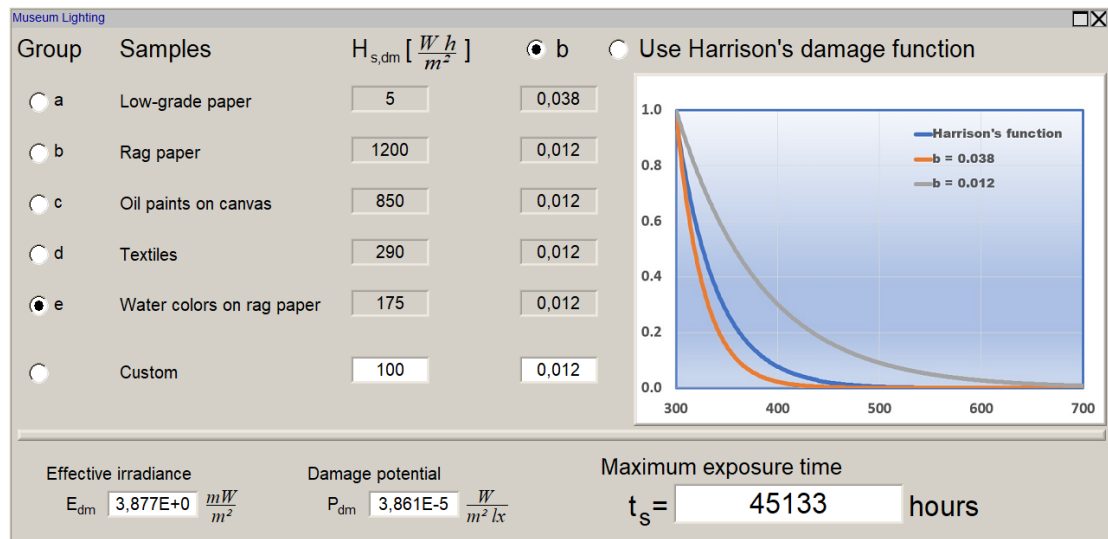 Museum Lighting
Group Samples H s,dm [ W h / m² ] b Use Harrison's damage function
a Low-grade paper 5 0,038
b Rag paper 1200 0,012
c Oil paints on canvas 850 0,012
d Textiles 290 0,012
e Water colors on rag paper 175 0,012
Custom 100 0,012
1.0
0.8
0.6
0.4
0.2
0.0
300 400 500 600 700
Harrison's function
b = 0.038
b = 0.012
Effective irradiance
E dm 3,877E+0 mW / m²
Damage potential
P dm 3,861E-5 W / m² lx
Maximum exposure time
t s = 45133 hours